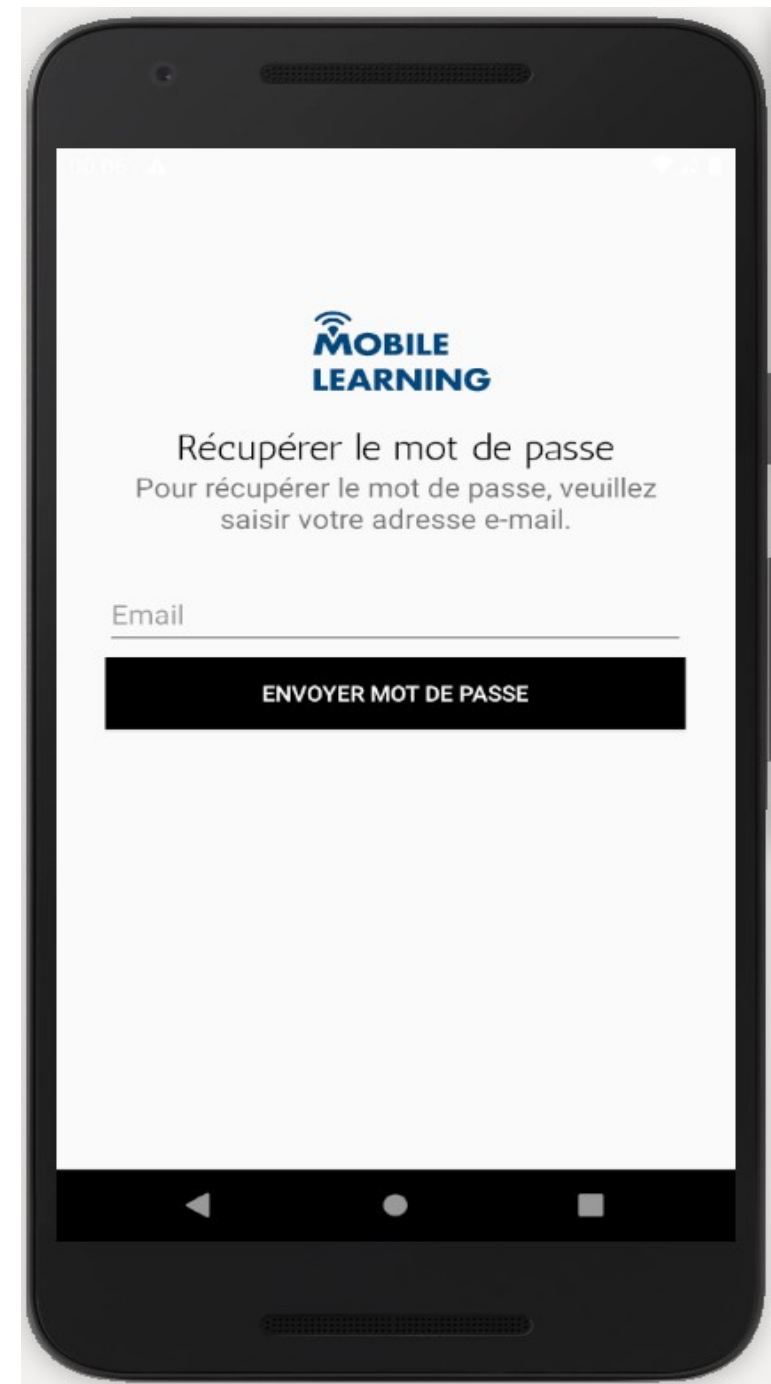 MOBILE
LEARNING
Récupérer le mot de passe
Pour récupérer le mot de passe, veuillez
saisir votre adresse e-mail.
Email
ENVOYER MOT DE PASSE